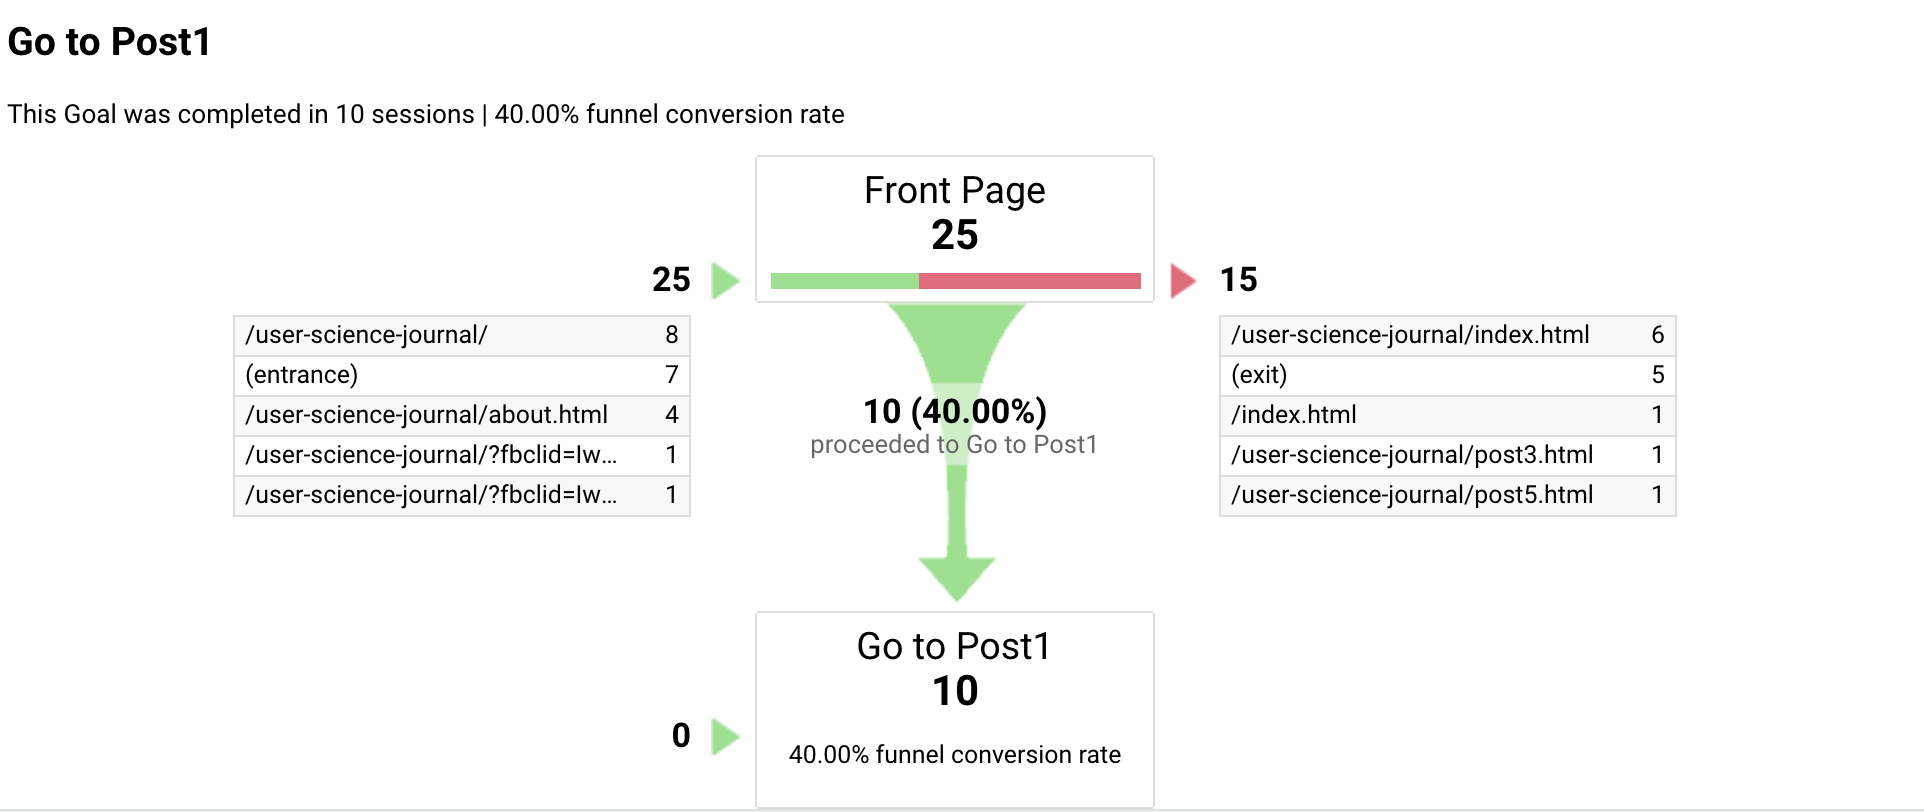 Go to Post1
This Goal was completed in 10 sessions | 40.00% funnel conversion rate
Front Page
25
25
15
/user-science-journal/ 8
(entrance) 7
/user-science-journal/about.html 4
/user-science-journal/?fbclid=Iw... 1
/user-science-journal/?fbclid=Iw... 1
/user-science-journal/index.html 6
(exit) 5
/index.html 1
/user-science-journal/post3.html 1
/user-science-journal/post5.html 1
10 (40.00%)
proceeded to Go to Post1
Go to Post1
10
0
40.00% funnel conversion rate